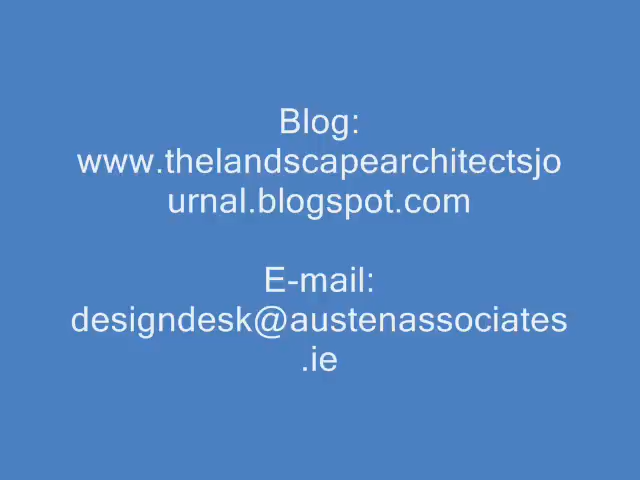 Blog:
www.thelandscapearchitectsjo
urnal.blogspot.com
E-mail:
designdesk@austenassociates
.ie